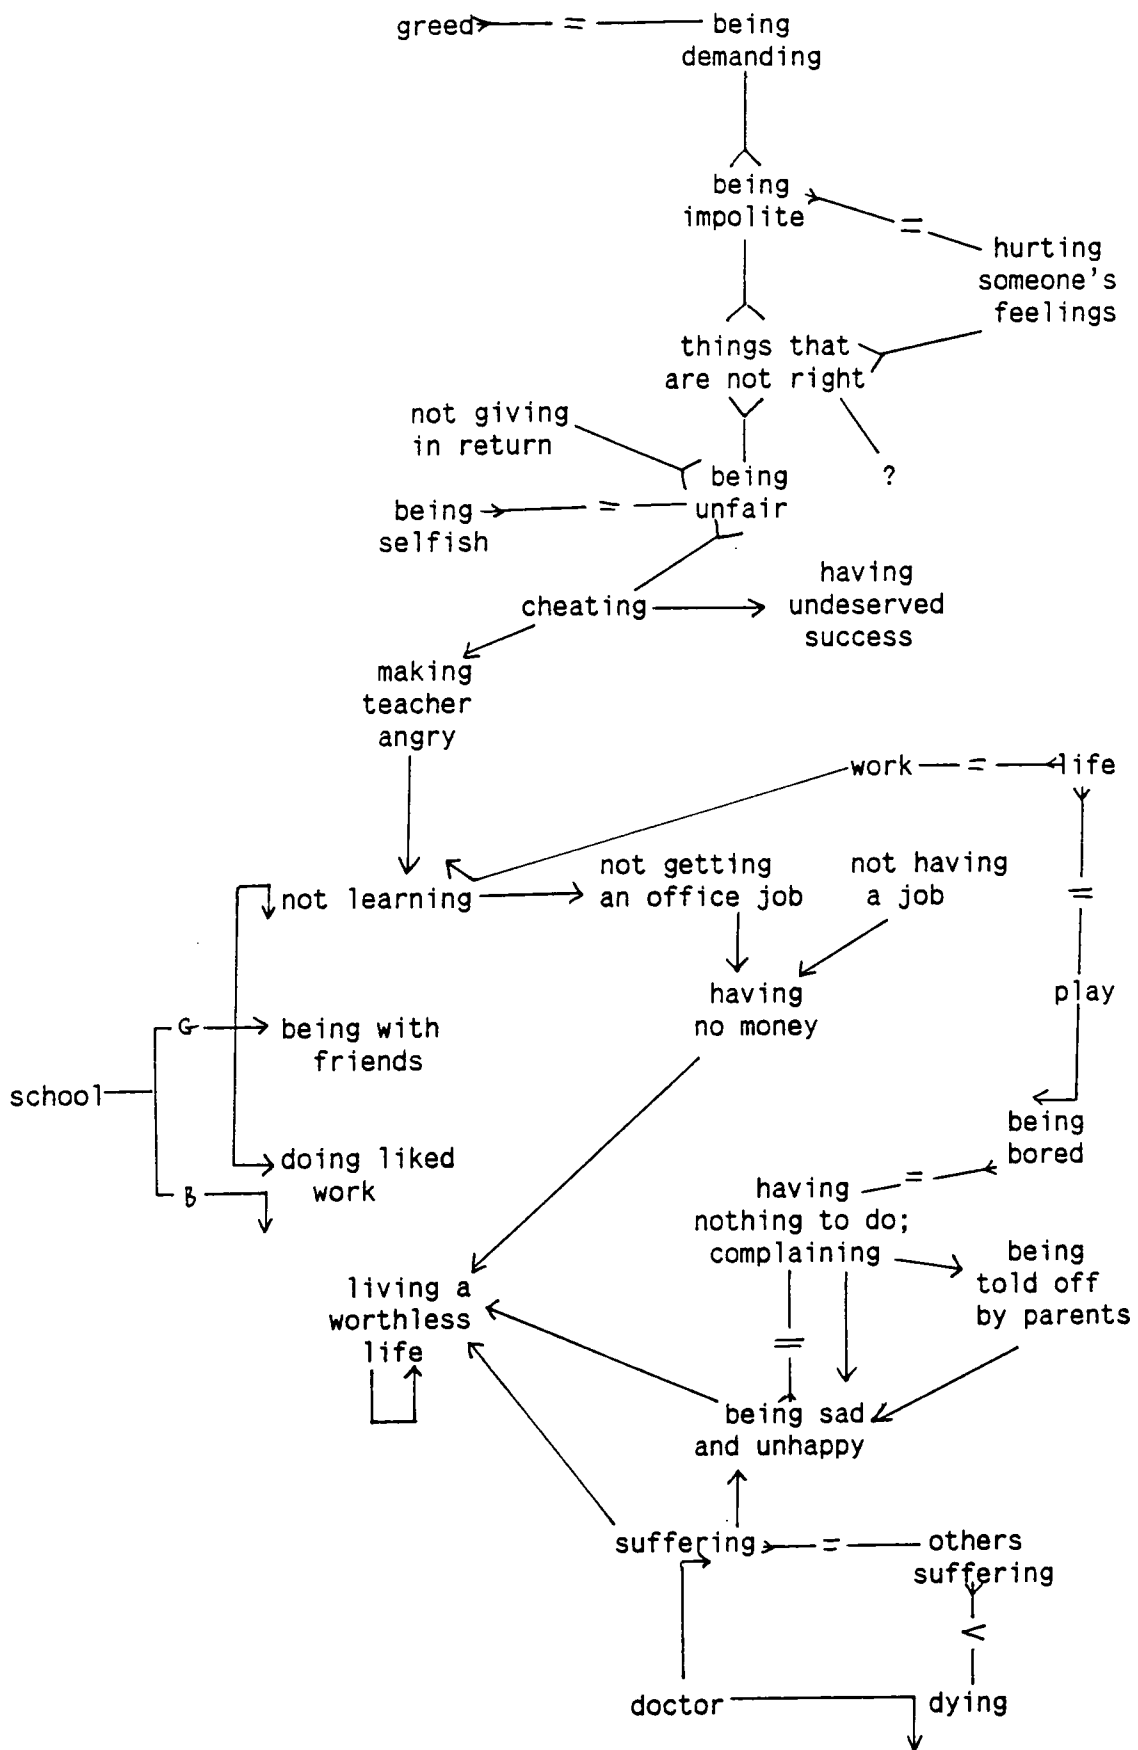 greed = being
demanding
being
impolite
=
hurting
someone's
feelings
things that
are not right
not giving
in return
?
being
unfair
being =
selfish
having
undeserved
success
cheating
making
teacher
angry
work = life
not getting
an office job
not having
a job
not learning
=
having
no money
play
G
being with
friends
school
being
bored
doing liked
work
B
having =
nothing to do;
complaining
being
told off
by parents
living a
worthless
life
=
being sad
and unhappy
suffering = others
suffering
<
doctor
dying